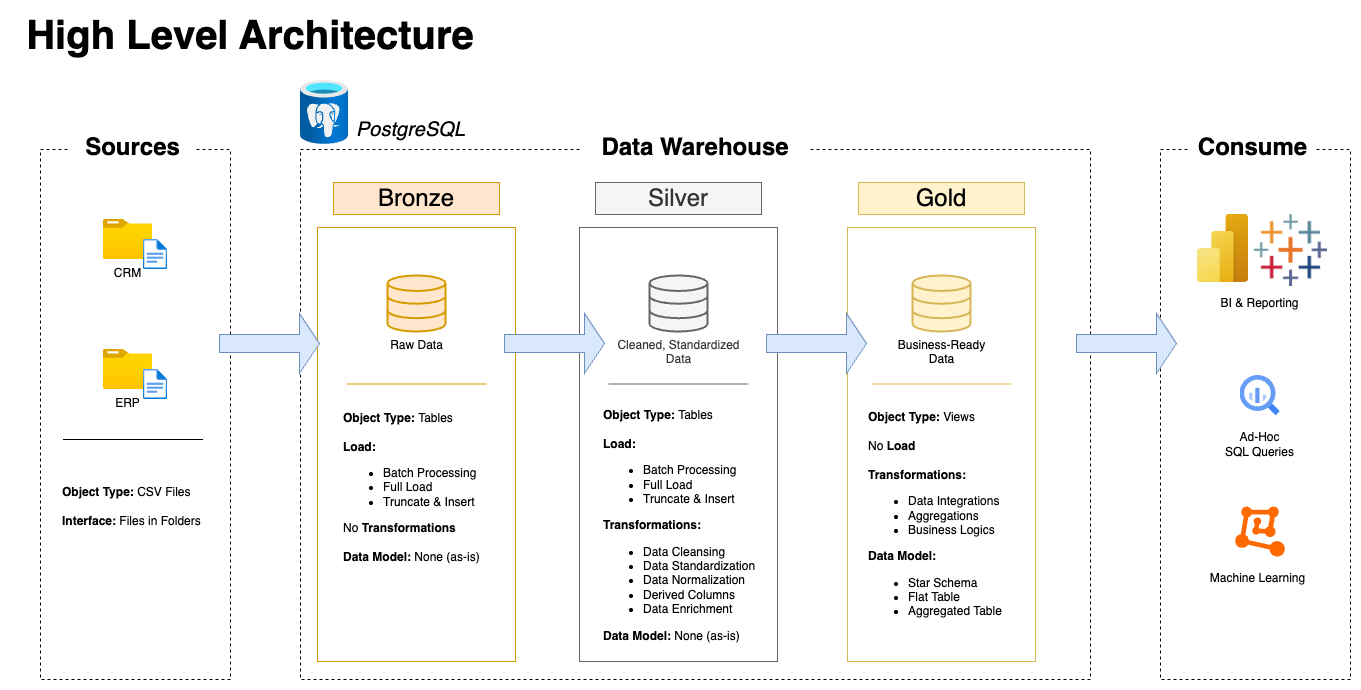 High Level Architecture
PostgreSQL
Sources
CRM
ERP
Object Type: CSV Files
Interface: Files in Folders
Data Warehouse
Bronze
Raw Data
Object Type: Tables
Load:
• Batch Processing
• Full Load
• Truncate & Insert
No Transformations
Data Model: None (as-is)
Silver
Cleaned, Standardized
Data
Object Type: Tables
Load:
• Batch Processing
• Full Load
• Truncate & Insert
Transformations:
• Data Cleansing
• Data Standardization
• Data Normalization
• Derived Columns
• Data Enrichment
Data Model: None (as-is)
Gold
Business-Ready
Data
Object Type: Views
No Load
Transformations:
• Data Integrations
• Aggregations
• Business Logics
Data Model:
• Star Schema
• Flat Table
• Aggregated Table
Consume
BI & Reporting
Ad-Hoc
SQL Queries
Machine Learning